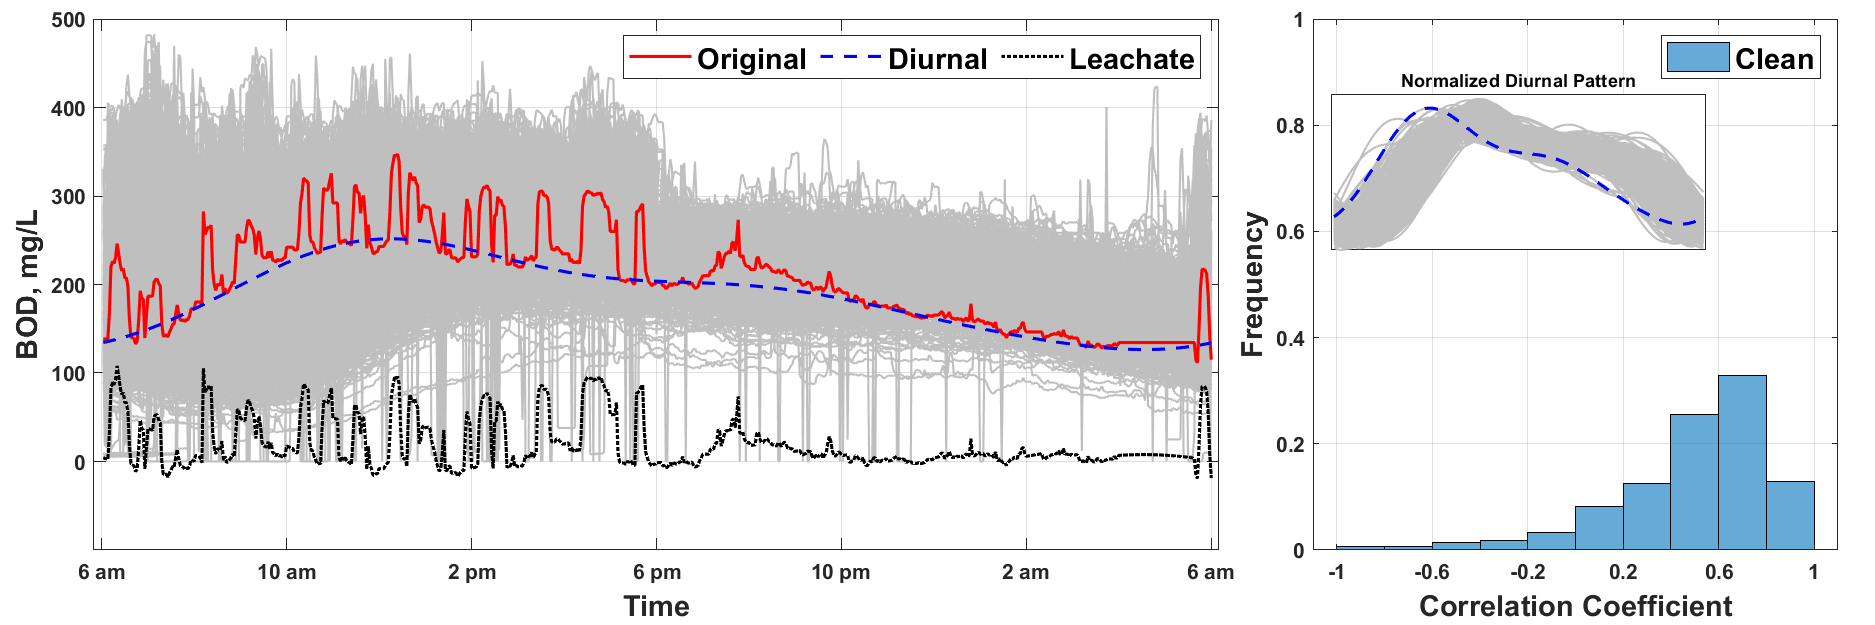 500
400
300
200
100
0
BOD, mg/L
Original Diurnal Leachate
6 am 10 am 2 pm 6 pm 10 pm 2 am 6 am
Time
1
0.8
0.6
0.4
0.2
0
Frequency
Clean
Normalized Diurnal Pattern
-1 -0.6 -0.2 0.2 0.6 1
Correlation Coefficient